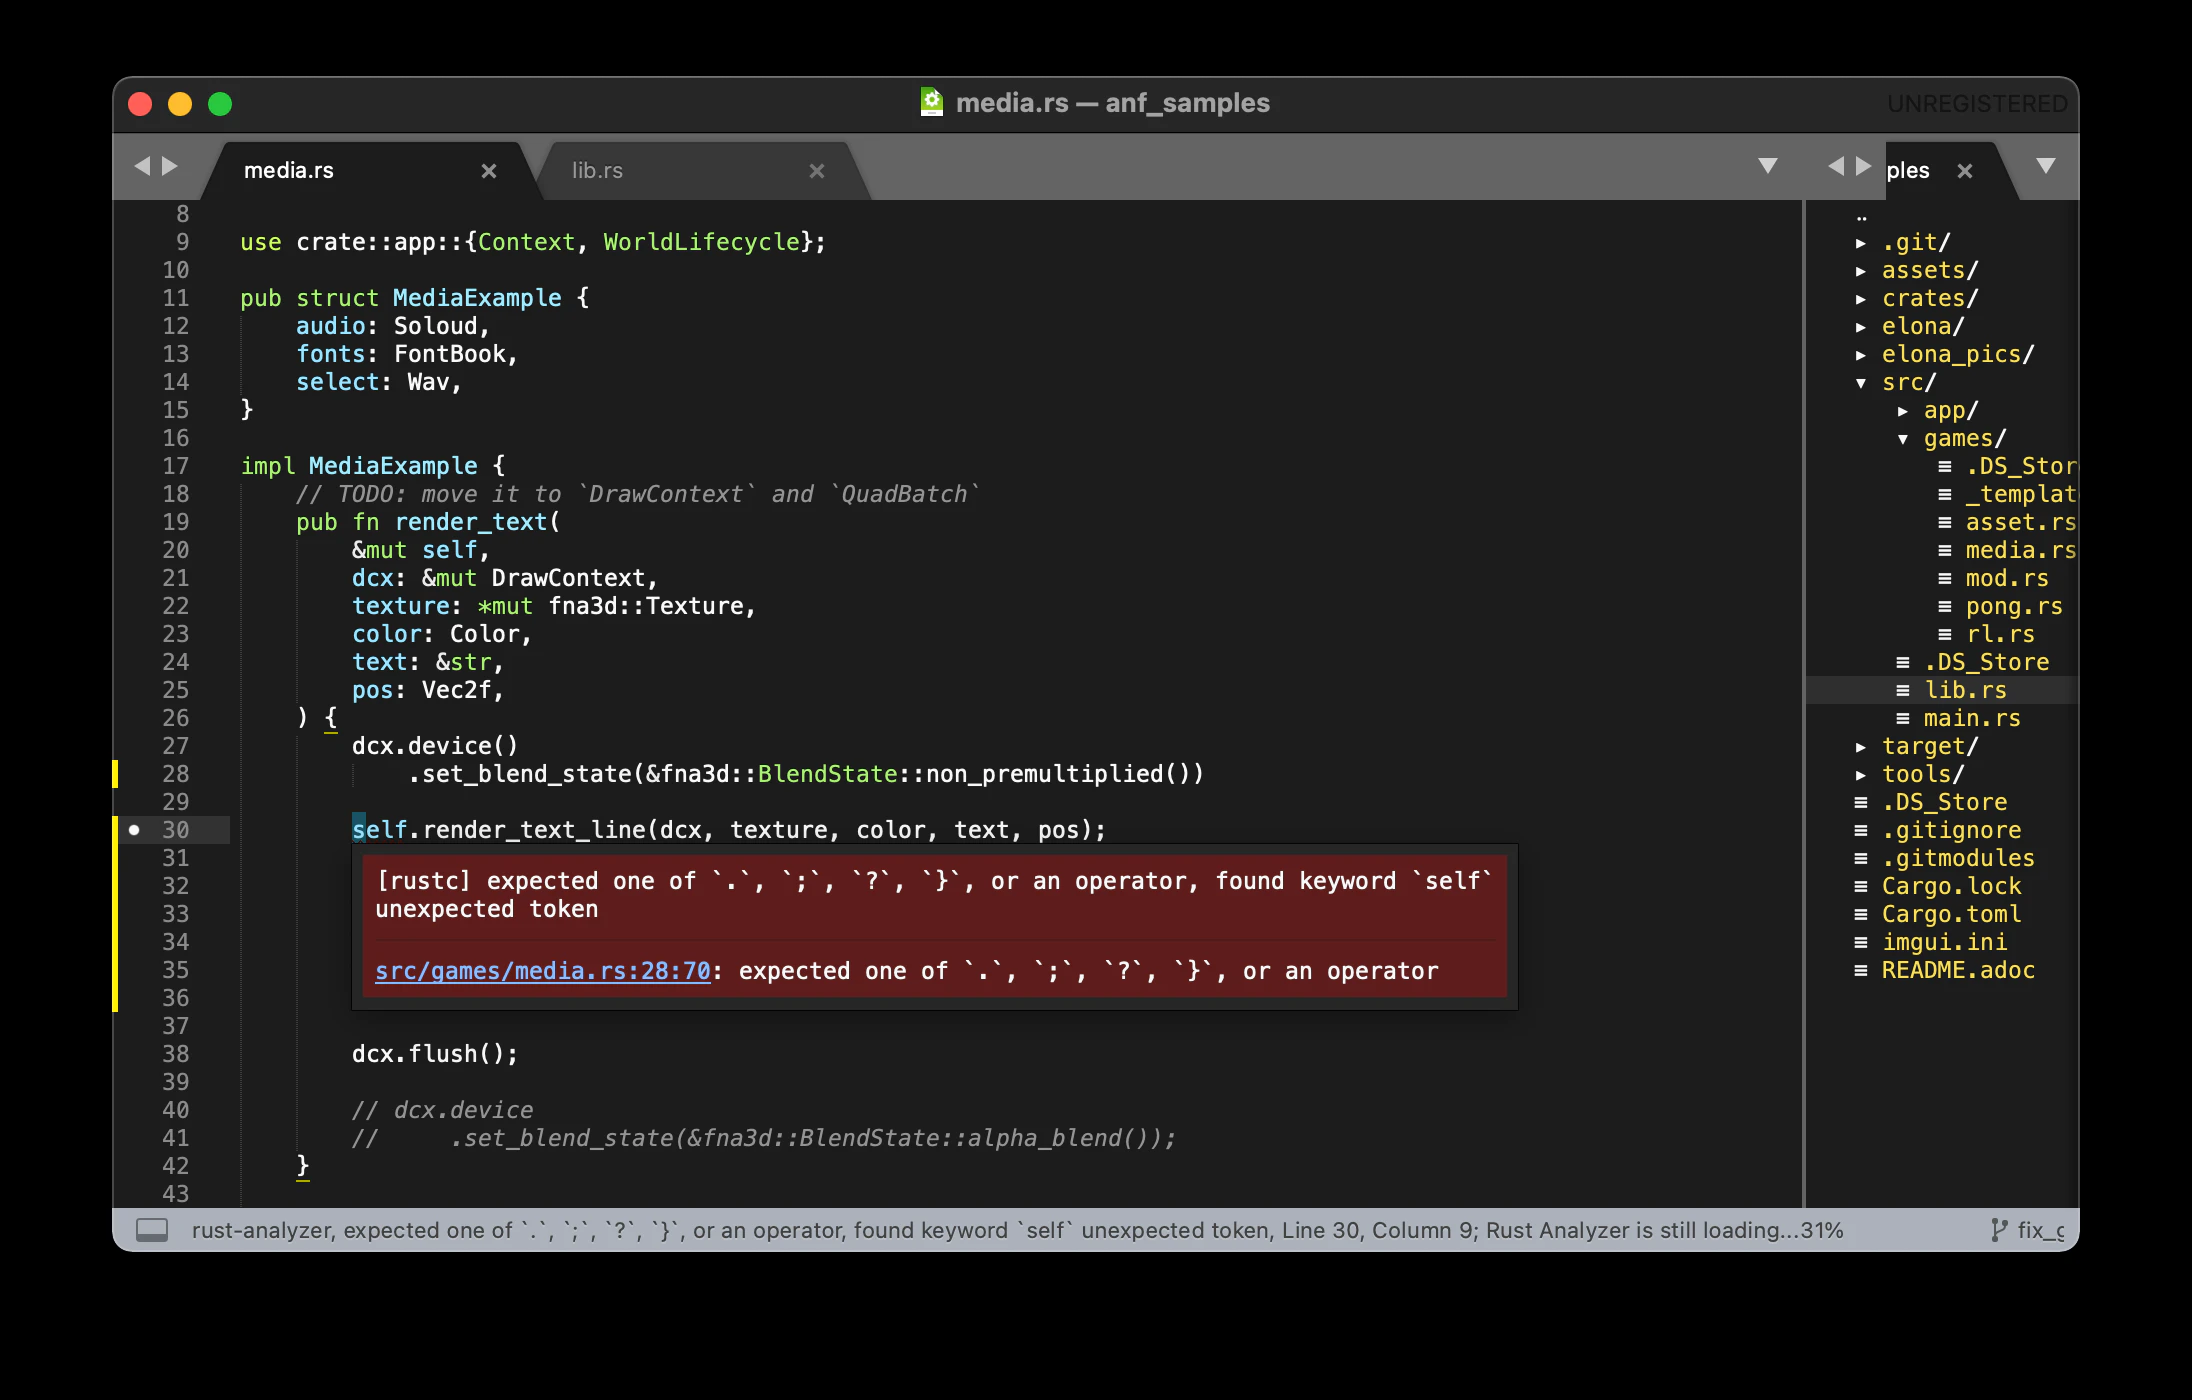 media.rs — anf_samples
UNREGISTERED
media.rs
lib.rs
ples
8
9 use crate::app::{Context, WorldLifecycle};
10
11 pub struct MediaExample {
12     audio: Soloud,
13     fonts: FontBook,
14     select: Wav,
15 }
16
17 impl MediaExample {
18     // TODO: move it to `DrawContext` and `QuadBatch`
19     pub fn render_text(
20         &mut self,
21         dcx: &mut DrawContext,
22         texture: *mut fna3d::Texture,
23         color: Color,
24         text: &str,
25         pos: Vec2f,
26     ) {
27         dcx.device()
28             .set_blend_state(&fna3d::BlendState::non_premultiplied())
29
30         self.render_text_line(dcx, texture, color, text, pos);
31
32
33
34
35
36
[rustc] expected one of `.`, `;`, `?`, `}`, or an operator, found keyword `self`
unexpected token
src/games/media.rs:28:70: expected one of `.`, `;`, `?`, `}`, or an operator
37
38         dcx.flush();
39
40         // dcx.device
41         //     .set_blend_state(&fna3d::BlendState::alpha_blend());
42     }
43
..
.git/
assets/
crates/
elona/
elona_pics/
src/
app/
games/
.DS_Stor
_templat
asset.rs
media.rs
mod.rs
pong.rs
rl.rs
.DS_Store
lib.rs
main.rs
target/
tools/
.DS_Store
.gitignore
.gitmodules
Cargo.lock
Cargo.toml
imgui.ini
README.adoc
rust-analyzer, expected one of `.`, `;`, `?`, `}`, or an operator, found keyword `self` unexpected token, Line 30, Column 9; Rust Analyzer is still loading...31%
fix_g